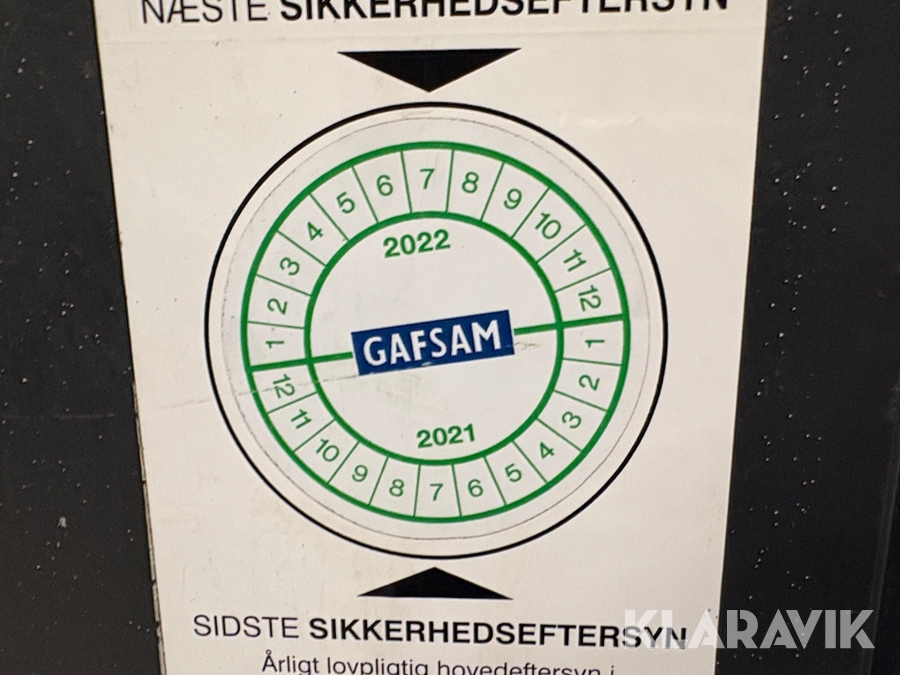 NÆSTE SIKKERHEDSEFTERSYN
1 2 3 4 5 6 7 8 9 10 11 12
2022
GAFSAM
2021
12 11 10 9 8 7 6 5 4 3 2 1
SIDSTE SIKKERHEDSEFTERSYN
KLARAVIK
Årligt lovpligtig hovedeftersyn i